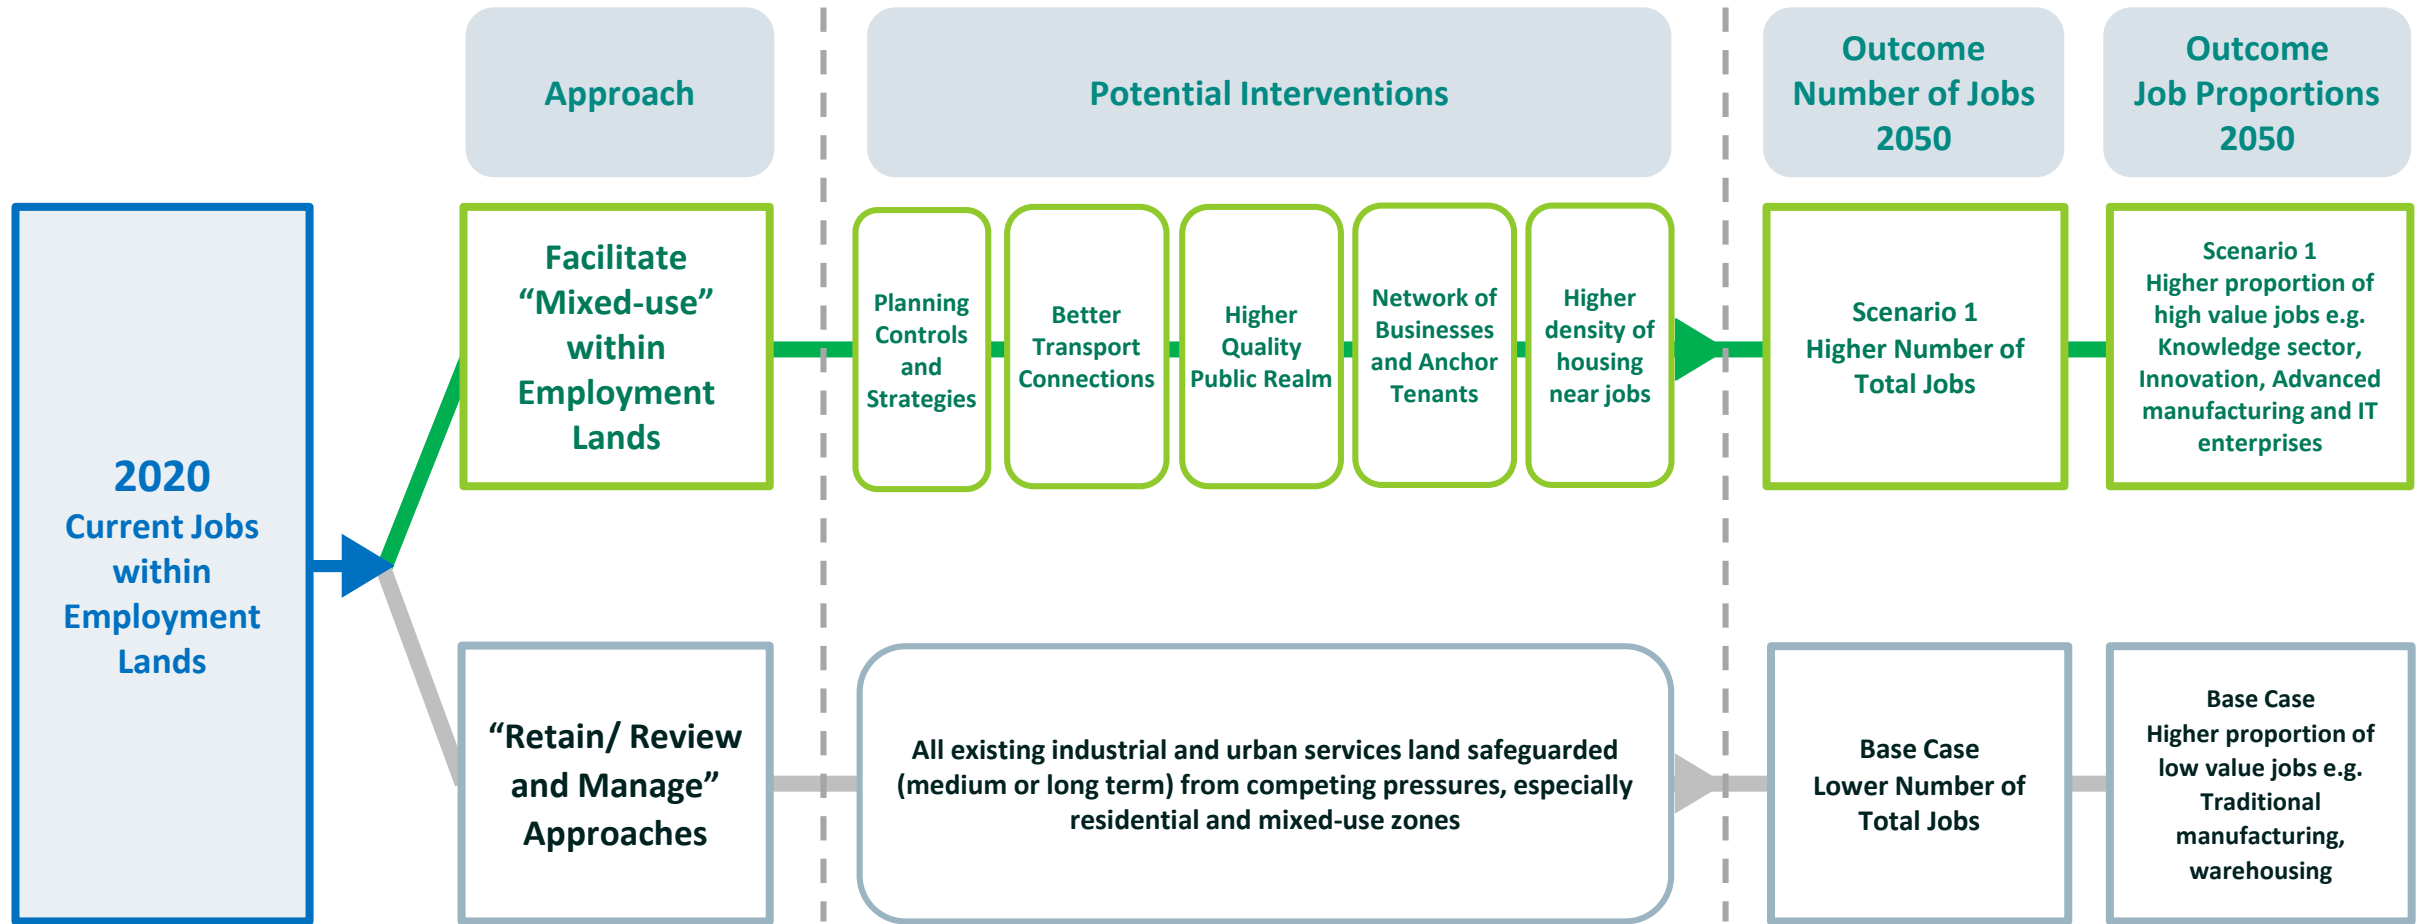 Approach
Potential Interventions
Outcome
Number of Jobs
2050
Outcome
Job Proportions
2050
2020
Current Jobs
within
Employment
Lands
Facilitate
“Mixed-use”
within
Employment
Lands
Planning
Controls
and
Strategies
Better
Transport
Connections
Higher
Quality
Public Realm
Network of
Businesses
and Anchor
Tenants
Higher
density of
housing
near jobs
Scenario 1
Higher Number of
Total Jobs
Scenario 1
Higher proportion of
high value jobs e.g.
Knowledge sector,
Innovation, Advanced
manufacturing and IT
enterprises
“Retain/ Review
and Manage”
Approaches
All existing industrial and urban services land safeguarded
(medium or long term) from competing pressures, especially
residential and mixed-use zones
Base Case
Lower Number of
Total Jobs
Base Case
Higher proportion of
low value jobs e.g.
Traditional
manufacturing,
warehousing